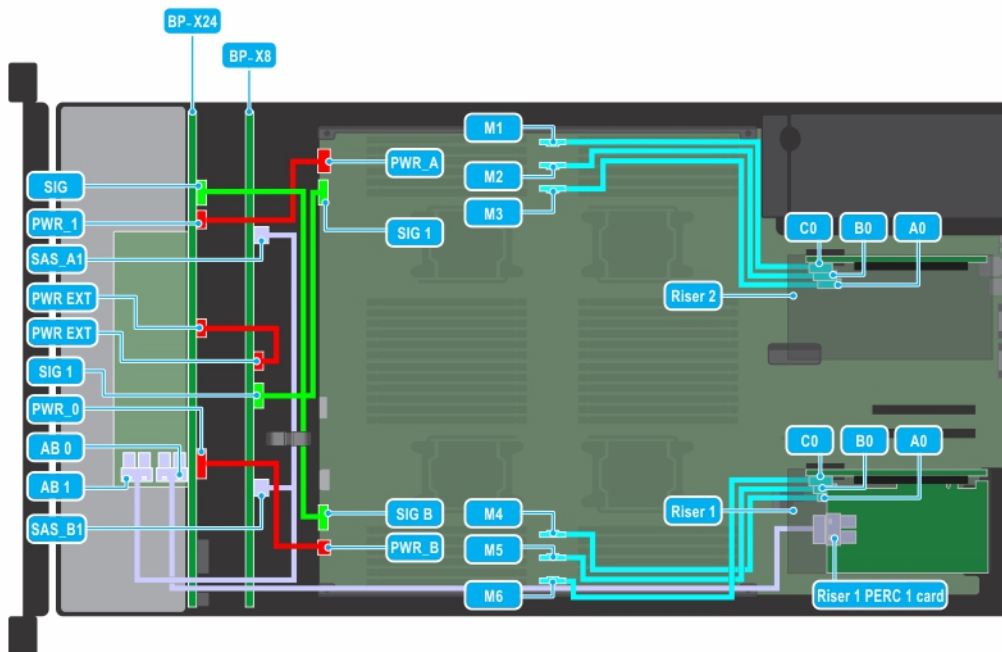 BP-X24
BP-X8
M1
PWR_A
M2
SIG
M3
PWR_1
SIG 1
C0
B0
A0
SAS_A1
PWR EXT
Riser 2
PWR EXT
SIG 1
PWR_0
AB 0
C0
B0
A0
AB 1
SIG B
M4
Riser 1
SAS_B1
PWR_B
M5
M6
Riser 1 PERC 1 card